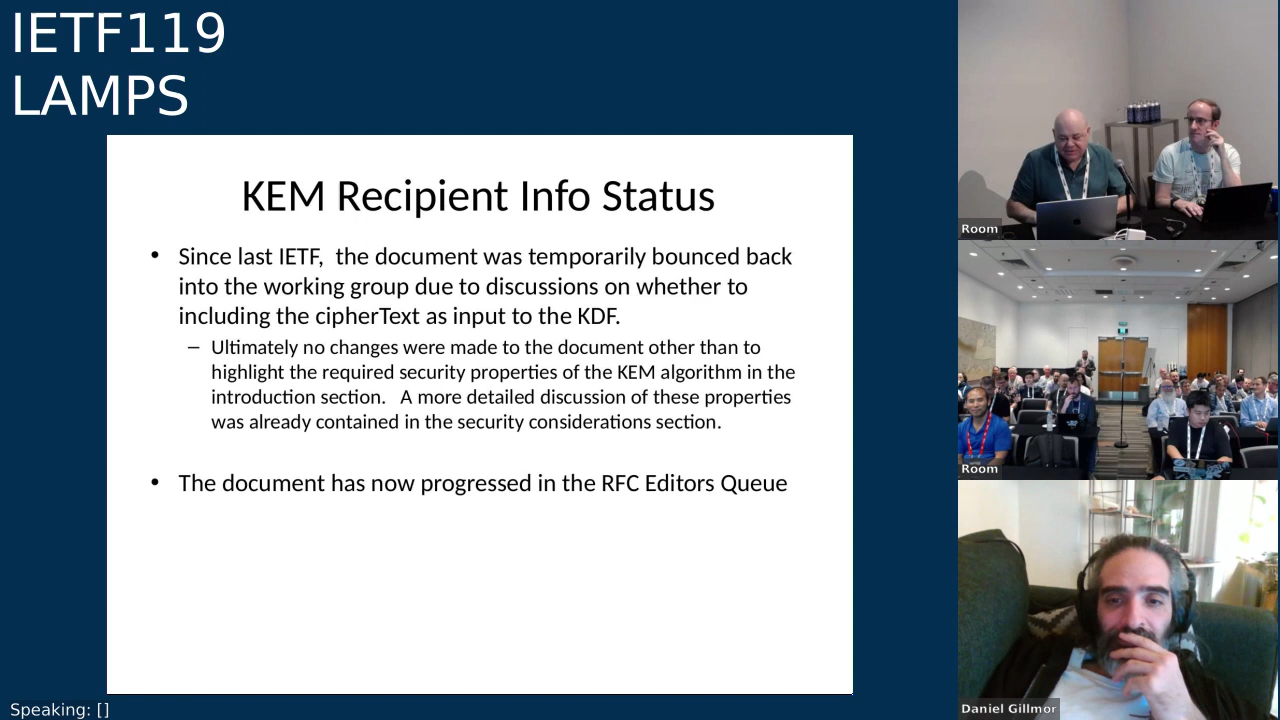 IETF119
LAMPS
KEM Recipient Info Status
• Since last IETF,  the document was temporarily bounced back
into the working group due to discussions on whether to
including the cipherText as input to the KDF.
– Ultimately no changes were made to the document other than to
highlight the required security properties of the KEM algorithm in the
introduction section.   A more detailed discussion of these properties
was already contained in the security considerations section.
• The document has now progressed in the RFC Editors Queue
Speaking: []
Room
Room
Daniel Gillmor